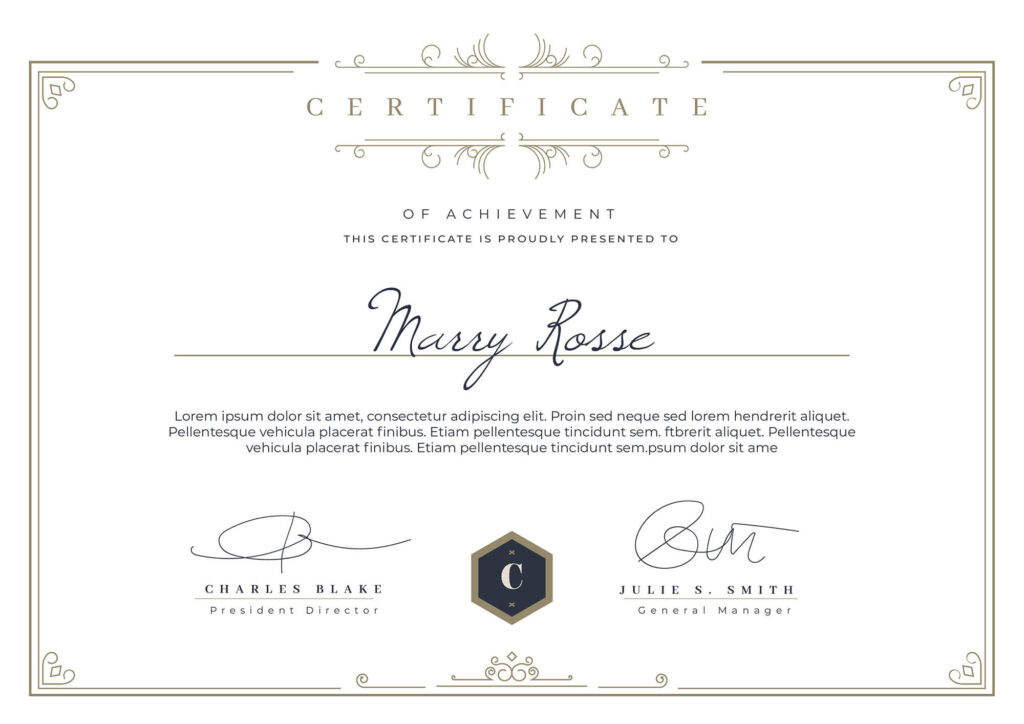 CERTIFICATE
OF ACHIEVEMENT
THIS CERTIFICATE IS PROUDLY PRESENTED TO
Marry Rosse
Lorem ipsum dolor sit amet, consectetur adipiscing elit. Proin sed neque sed lorem hendrerit aliquet.
Pellentesque vehicula placerat finibus. Etiam pellentesque tincidunt sem. ftbrerit aliquet. Pellentesque
vehicula placerat finibus. Etiam pellentesque tincidunt sem.psum dolor sit ame
CHARLES BLAKE
President Director
C
JULIE S. SMITH
General Manager